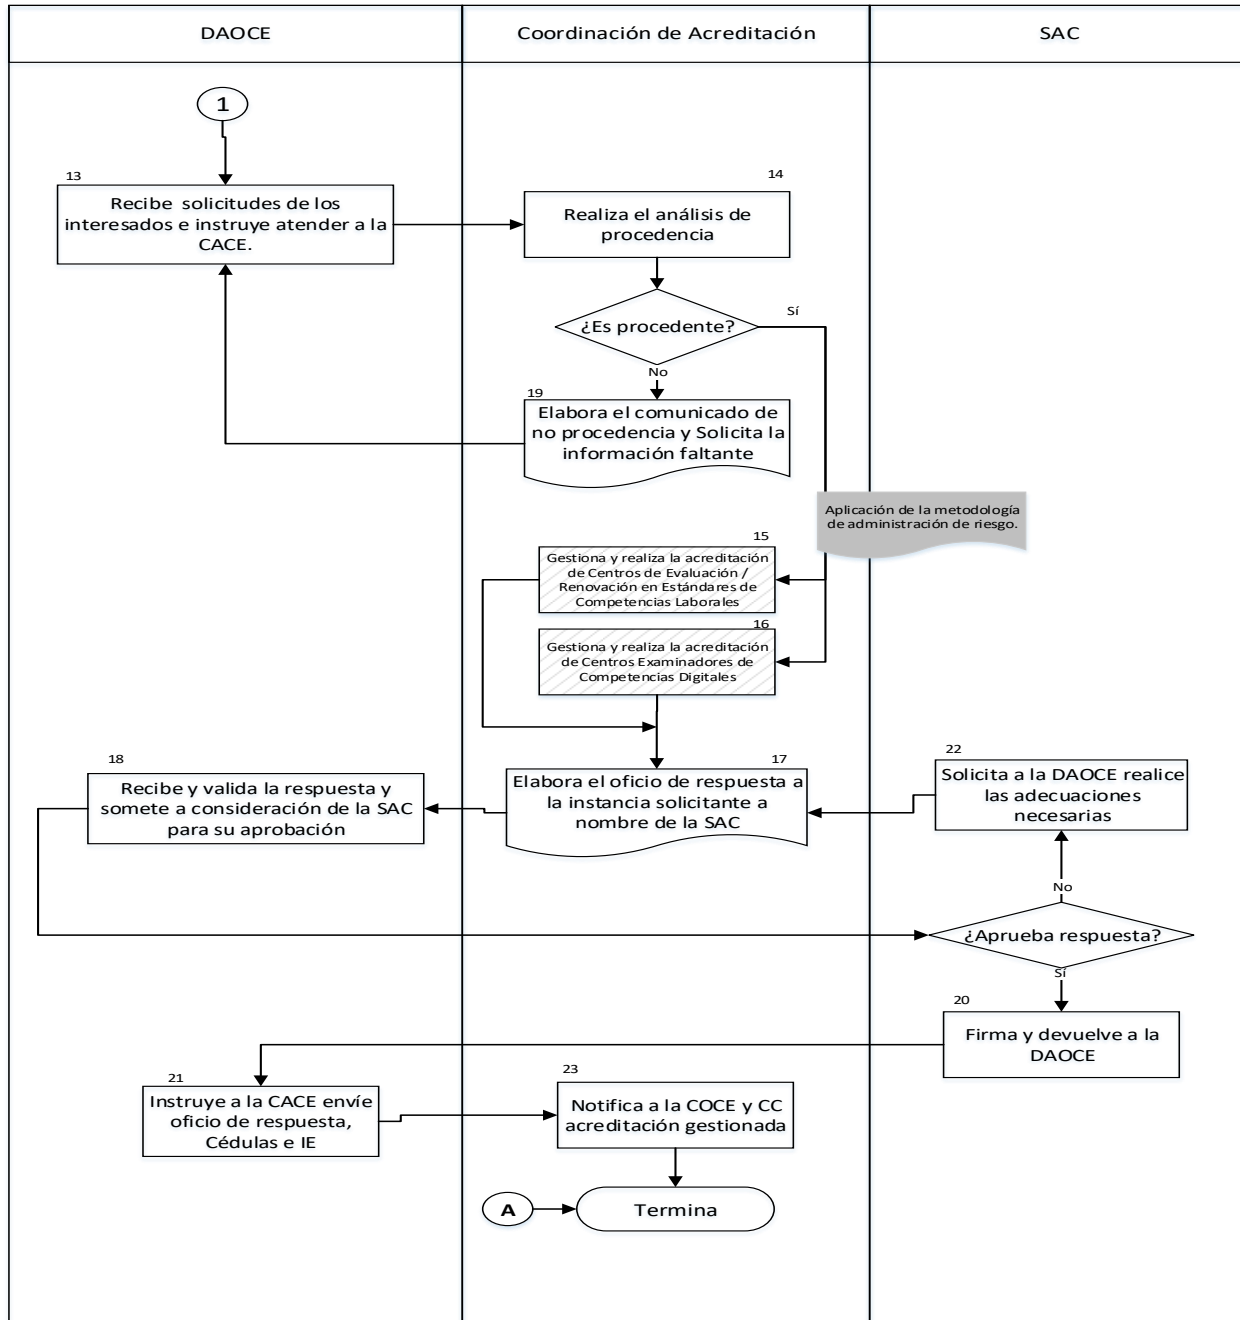 DAOCE
Coordinación de Acreditación
SAC
1
13
Recibe solicitudes de los
interesados e instruye atender a la
CACE.
14
Realiza el análisis de
procedencia
¿Es procedente?
Sí
No
19
Elabora el comunicado de
no procedencia y Solicita la
información faltante
Aplicación de la metodología
de administración de riesgo.
15
Gestiona y realiza la acreditación
de Centros de Evaluación /
Renovación en Estándares de
Competencias Laborales
16
Gestiona y realiza la acreditación
de Centros Examinadores de
Competencias Digitales
17
Elabora el oficio de respuesta a
la instancia solicitante a
nombre de la SAC
18
Recibe y valida la respuesta y
somete a consideración de la SAC
para su aprobación
22
Solicita a la DAOCE realice
las adecuaciones
necesarias
No
¿Aprueba respuesta?
Sí
20
Firma y devuelve a la
DAOCE
21
Instruye a la CACE envíe
oficio de respuesta,
Cédulas e IE
23
Notifica a la COCE y CC
acreditación gestionada
A
Termina